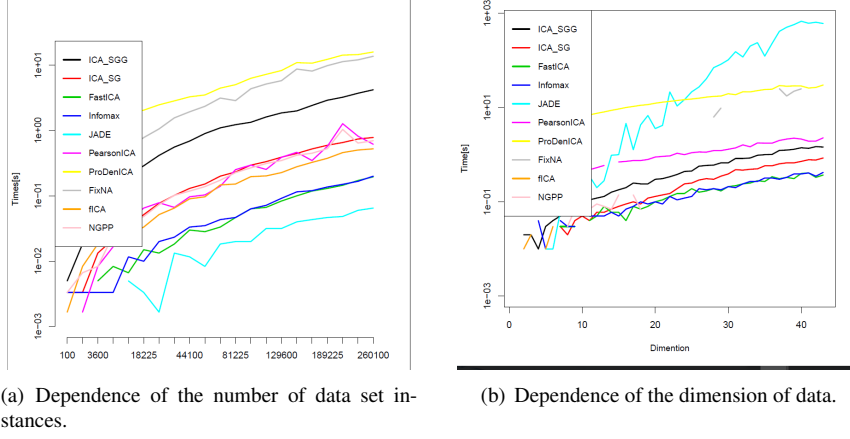 ICA_SGG
ICA_SG
FastICA
Infomax
JADE
PearsonICA
ProDenICA
FixNA
fICA
NGPP
Times[s]
1e+01
1e+00
1e-01
1e-02
1e-03
100 3600 18225 44100 81225 129600 189225 260100
ICA_SGG
ICA_SG
FastICA
Infomax
JADE
PearsonICA
ProDenICA
FixNA
fICA
NGPP
Time[s]
1e+03
1e+01
1e-01
1e-03
0 10 20 30 40
Dimention
(a) Dependence of the number of data set in-
stances.
(b) Dependence of the dimension of data.